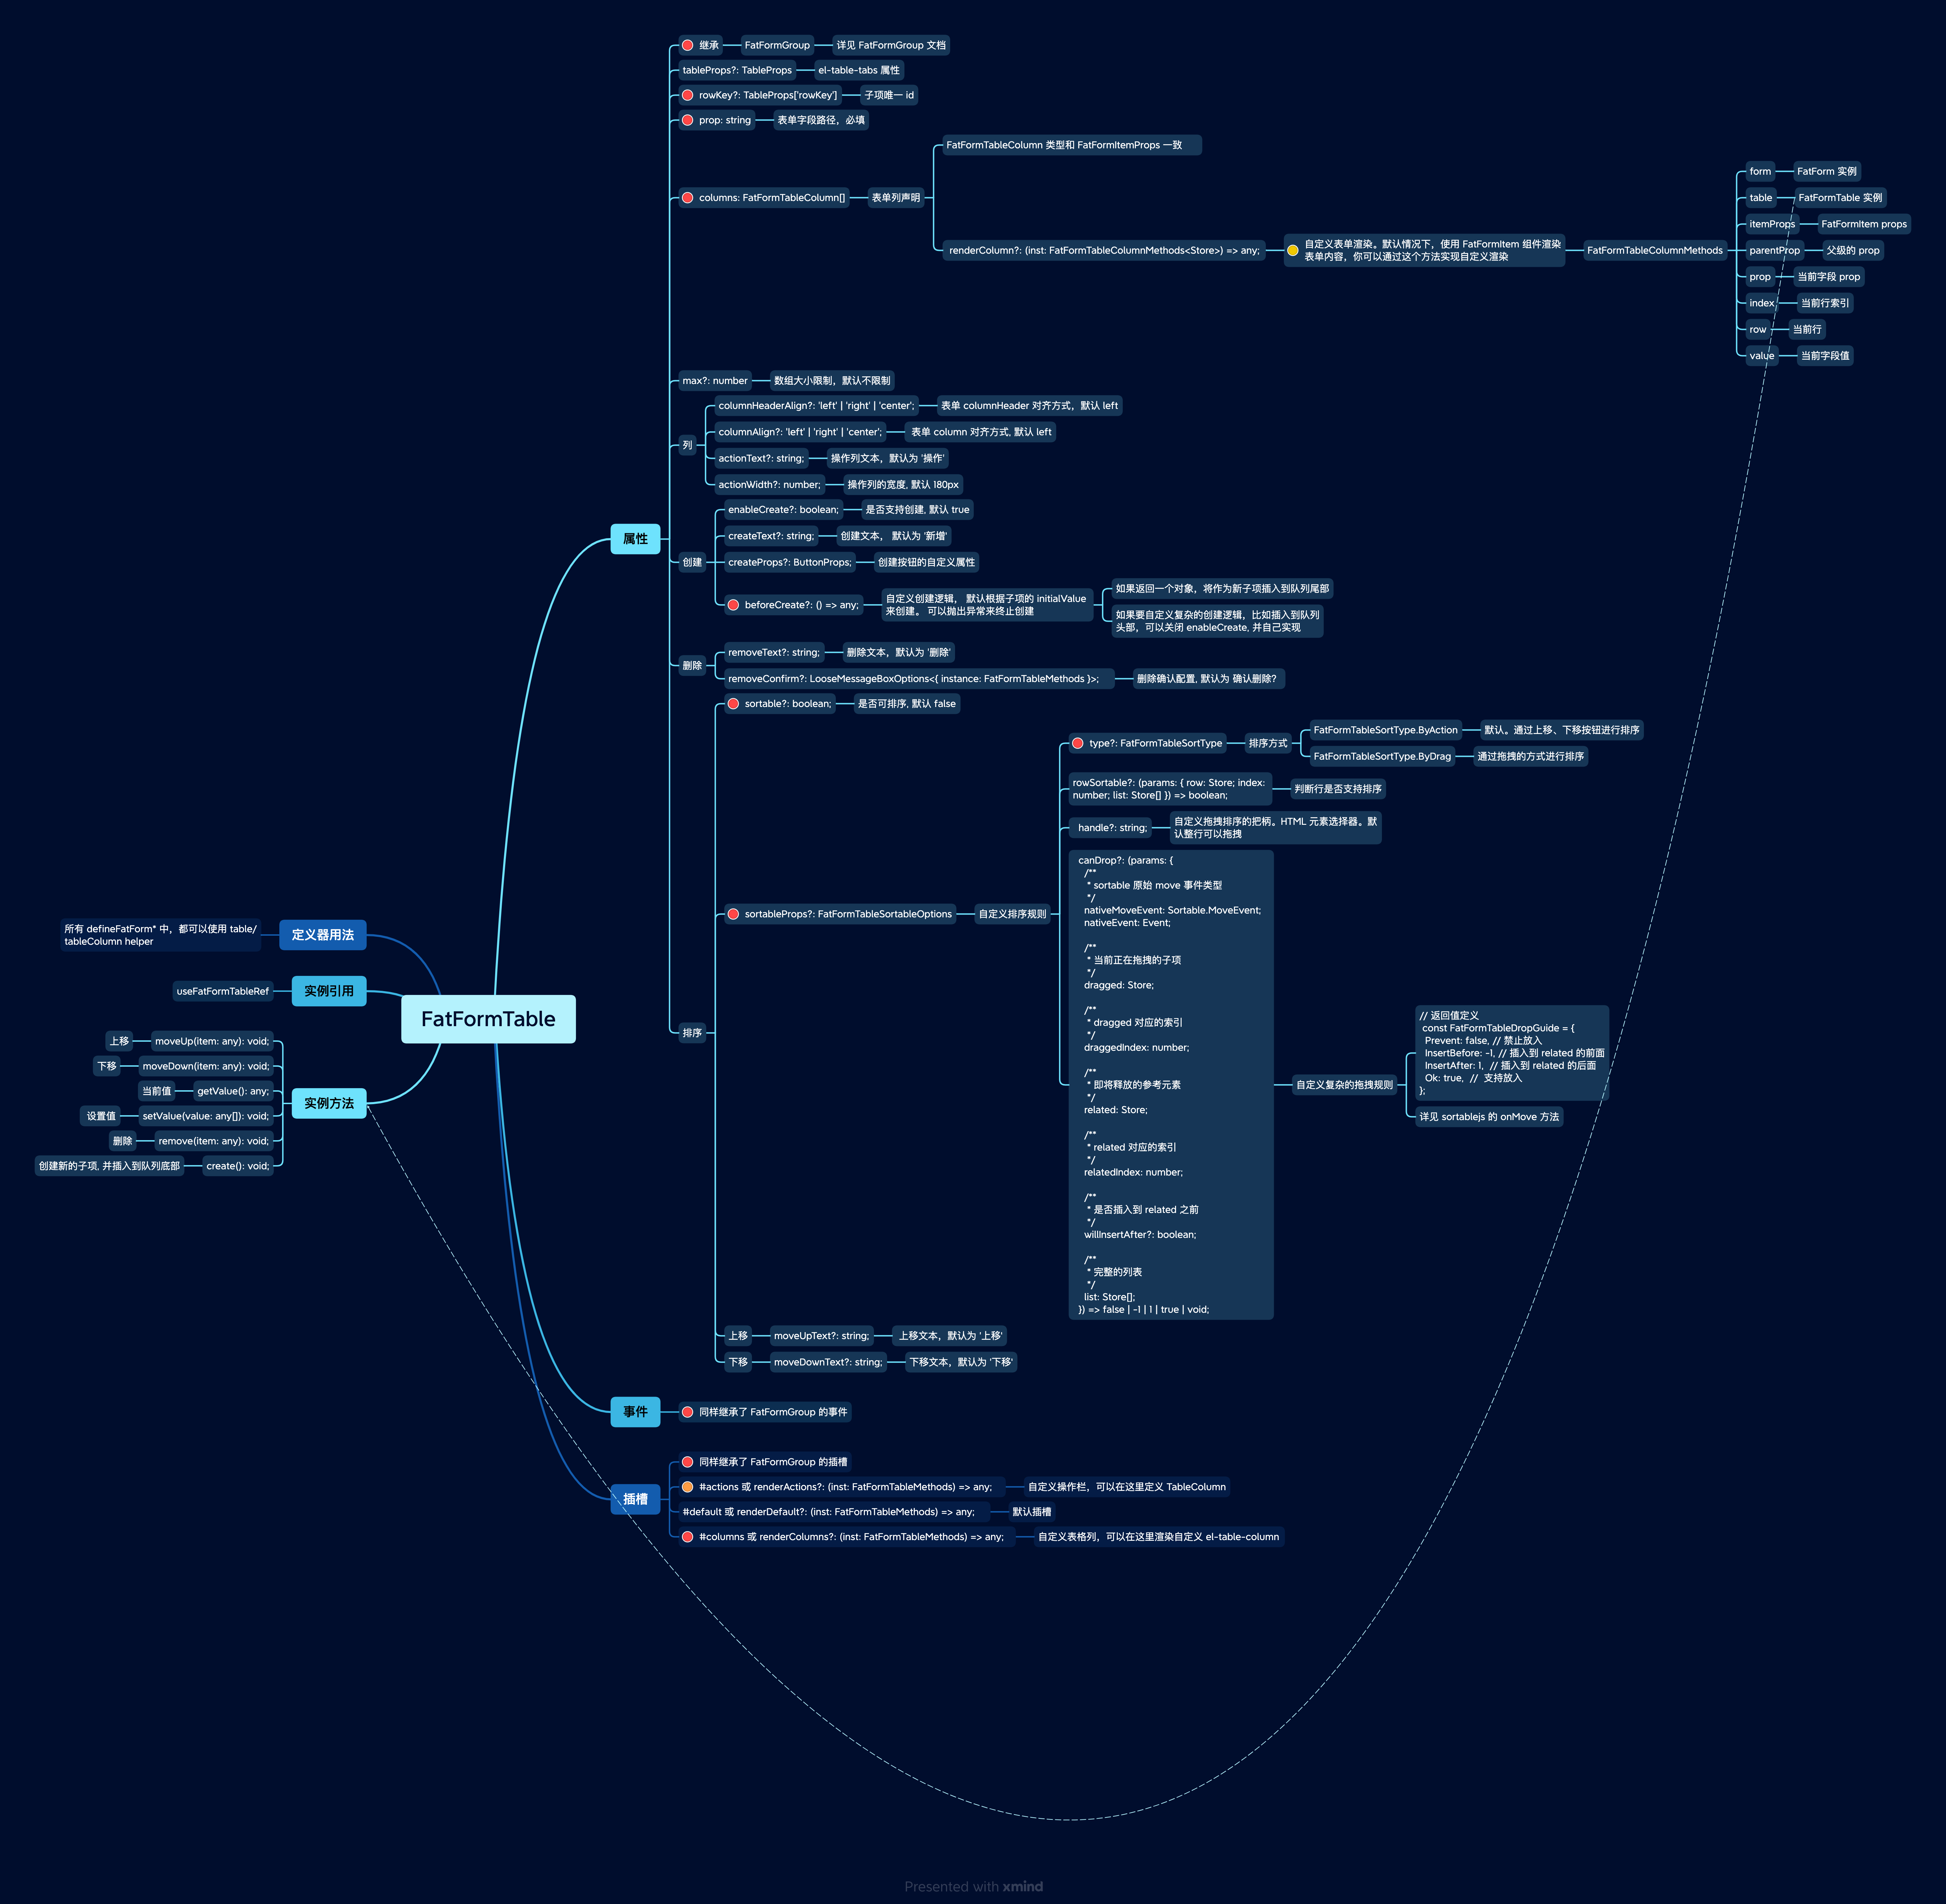 FatFormTable
属性
继承
FatFormGroup
详见 FatFormGroup 文档
tableProps?: TableProps
el-table-tabs 属性
rowKey?: TableProps['rowKey']
子项唯一 id
prop: string
表单字段路径，必填
columns: FatFormTableColumn[]
表单列声明
FatFormTableColumn 类型和 FatFormItemProps 一致
renderColumn?: (inst: FatFormTableColumnMethods<Store>) => any;
自定义表单渲染。默认情况下，使用 FatFormItem 组件渲染
表单内容，你可以通过这个方法实现自定义渲染
FatFormTableColumnMethods
form
FatForm 实例
table
FatFormTable 实例
itemProps
FatFormItem props
parentProp
父级的 prop
prop
当前字段 prop
index
当前行索引
row
当前行
value
当前字段值
max?: number
数组大小限制，默认不限制
列
columnHeaderAlign?: 'left' | 'right' | 'center';
表单 columnHeader 对齐方式，默认 left
columnAlign?: 'left' | 'right' | 'center';
表单 column 对齐方式, 默认 left
actionText?: string;
操作列文本，默认为 '操作'
actionWidth?: number;
操作列的宽度, 默认 180px
创建
enableCreate?: boolean;
是否支持创建, 默认 true
createText?: string;
创建文本， 默认为 '新增'
createProps?: ButtonProps;
创建按钮的自定义属性
beforeCreate?: () => any;
自定义创建逻辑， 默认根据子项的 initialValue
来创建。 可以抛出异常来终止创建
如果返回一个对象，将作为新子项插入到队列尾部
如果要自定义复杂的创建逻辑，比如插入到队列
头部，可以关闭 enableCreate, 并自己实现
删除
removeText?: string;
删除文本，默认为 '删除'
removeConfirm?: LooseMessageBoxOptions<{ instance: FatFormTableMethods }>;
删除确认配置, 默认为 确认删除?
排序
sortable?: boolean;
是否可排序, 默认 false
sortableProps?: FatFormTableSortableOptions
自定义排序规则
type?: FatFormTableSortType
排序方式
FatFormTableSortType.ByAction
默认。通过上移、下移按钮进行排序
FatFormTableSortType.ByDrag
通过拖拽的方式进行排序
rowSortable?: (params: { row: Store; index:
number; list: Store[] }) => boolean;
判断行是否支持排序
handle?: string;
自定义拖拽排序的把柄。HTML 元素选择器。默
认整行可以拖拽
canDrop?: (params: {
/**
* sortable 原始 move 事件类型
*/
nativeMoveEvent: Sortable.MoveEvent;
nativeEvent: Event;
/**
* 当前正在拖拽的子项
*/
dragged: Store;
/**
* dragged 对应的索引
*/
draggedIndex: number;
/**
* 即将释放的参考元素
*/
related: Store;
/**
* related 对应的索引
*/
relatedIndex: number;
/**
* 是否插入到 related 之前
*/
willInsertAfter?: boolean;
/**
* 完整的列表
*/
list: Store[];
}) => false | -1 | 1 | true | void;
自定义复杂的拖拽规则
// 返回值定义
const FatFormTableDropGuide = {
Prevent: false, // 禁止放入
InsertBefore: -1, // 插入到 related 的前面
InsertAfter: 1, // 插入到 related 的后面
Ok: true, // 支持放入
};
详见 sortablejs 的 onMove 方法
上移
moveUpText?: string;
上移文本，默认为 '上移'
下移
moveDownText?: string;
下移文本，默认为 '下移'
事件
同样继承了 FatFormGroup 的事件
插槽
同样继承了 FatFormGroup 的插槽
#actions 或 renderActions?: (inst: FatFormTableMethods) => any;
自定义操作栏，可以在这里定义 TableColumn
#default 或 renderDefault?: (inst: FatFormTableMethods) => any;
默认插槽
#columns 或 renderColumns?: (inst: FatFormTableMethods) => any;
自定义表格列，可以在这里渲染自定义 el-table-column
定义器用法
所有 defineFatForm* 中，都可以使用 table/
tableColumn helper
实例引用
useFatFormTableRef
实例方法
moveUp(item: any): void;
上移
moveDown(item: any): void;
下移
getValue(): any;
当前值
setValue(value: any[]): void;
设置值
remove(item: any): void;
删除
create(): void;
创建新的子项, 并插入到队列底部
Presented with xmind